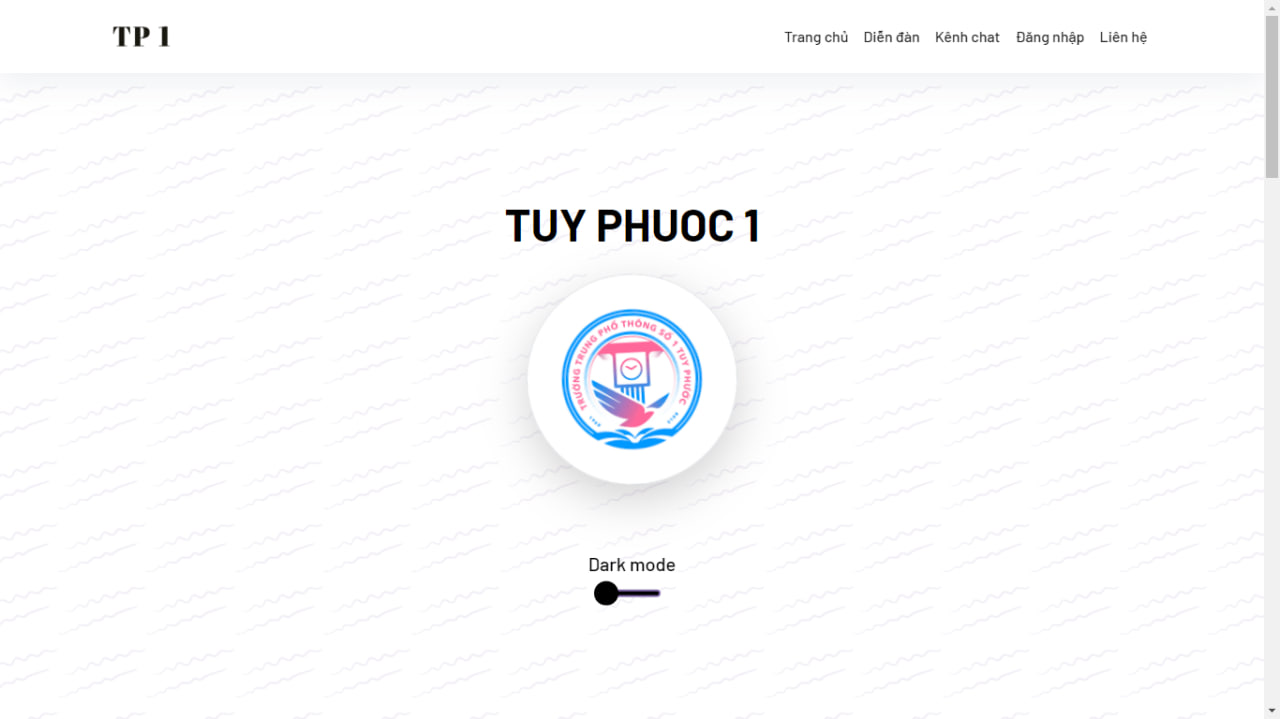 TP 1
Trang chủ
Diễn đàn
Kênh chat
Đăng nhập
Liên hệ
TUY PHUOC 1
TRƯỜNG TRUNG PHỔ THÔNG SỐ 1 TUY PHƯỚC
Dark mode